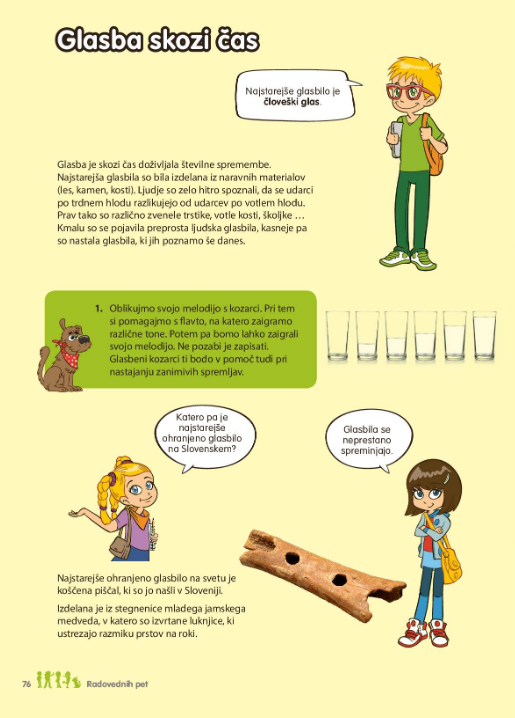 Glasba skozi čas
Najstarejše glasbilo je
človeški glas.
Glasba je skozi čas doživljala številne spremembe.
Najstarejša glasbila so bila izdelana iz naravnih materialov
(les, kamen, kosti). Ljudje so zelo hitro spoznali, da se udarci
po trdnem hlodu razlikujejo od udarcev po votlem hlodu.
Prav tako so različno zvenele trstike, votle kosti, školjke ...
Kmalu so se pojavila preprosta ljudska glasbila, kasneje pa
so nastala glasbila, ki jih poznamo še danes.
1. Oblikujmo svojo melodijo s kozarci. Pri tem
si pomagajmo s flavto, na katero zaigramo
različne tone. Potem pa bomo lahko zaigrali
svojo melodijo. Ne pozabi je zapisati.
Glasbeni kozarci ti bodo v pomoč tudi pri
nastajanju zanimivih spremljav.
Katero pa je
najstarejše
ohranjeno glasbilo
na Slovenskem?
Glasbila se
neprestano
spreminjajo.
Najstarejše ohranjeno glasbilo na svetu je
koščena piščal, ki so jo našli v Sloveniji.
Izdelana je iz stegnenice mladega jamskega
medveda, v katero so izvrtane luknjice, ki
ustrezajo razmiku prstov na roki.
76 Radovednih pet